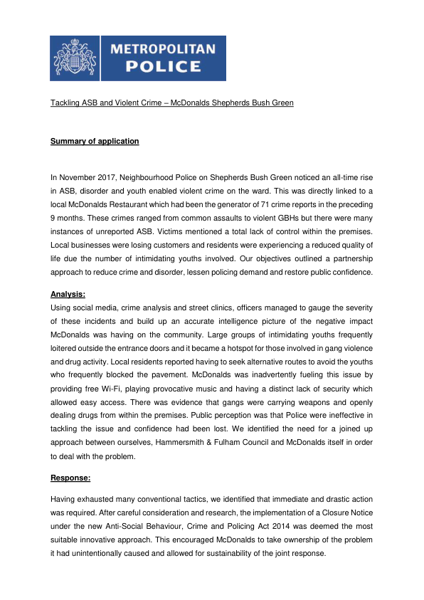 METROPOLITAN
POLICE
Tackling ASB and Violent Crime – McDonalds Shepherds Bush Green
Summary of application
In November 2017, Neighbourhood Police on Shepherds Bush Green noticed an all-time rise
in ASB, disorder and youth enabled violent crime on the ward. This was directly linked to a
local McDonalds Restaurant which had been the generator of 71 crime reports in the preceding
9 months. These crimes ranged from common assaults to violent GBHs but there were many
instances of unreported ASB. Victims mentioned a total lack of control within the premises.
Local businesses were losing customers and residents were experiencing a reduced quality of
life due the number of intimidating youths involved. Our objectives outlined a partnership
approach to reduce crime and disorder, lessen policing demand and restore public confidence.
Analysis:
Using social media, crime analysis and street clinics, officers managed to gauge the severity
of these incidents and build up an accurate intelligence picture of the negative impact
McDonalds was having on the community. Large groups of intimidating youths frequently
loitered outside the entrance doors and it became a hotspot for those involved in gang violence
and drug activity. Local residents reported having to seek alternative routes to avoid the youths
who frequently blocked the pavement. McDonalds was inadvertently fueling this issue by
providing free Wi-Fi, playing provocative music and having a distinct lack of security which
allowed easy access. There was evidence that gangs were carrying weapons and openly
dealing drugs from within the premises. Public perception was that Police were ineffective in
tackling the issue and confidence had been lost. We identified the need for a joined up
approach between ourselves, Hammersmith & Fulham Council and McDonalds itself in order
to deal with the problem.
Response:
Having exhausted many conventional tactics, we identified that immediate and drastic action
was required. After careful consideration and research, the implementation of a Closure Notice
under the new Anti-Social Behaviour, Crime and Policing Act 2014 was deemed the most
suitable innovative approach. This encouraged McDonalds to take ownership of the problem
it had unintentionally caused and allowed for sustainability of the joint response.